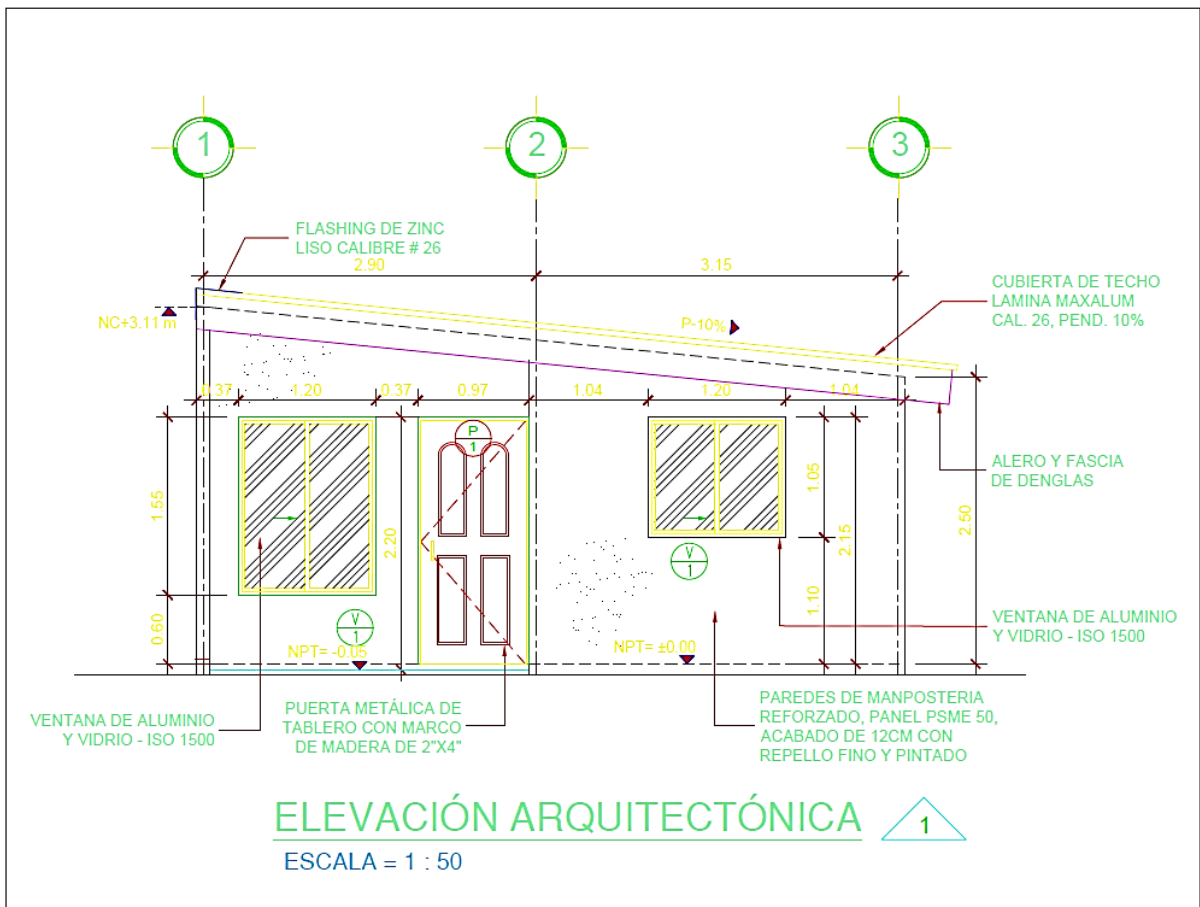 1
2
3
FLASHING DE ZINC
LISO CALIBRE # 26
2.90
3.15
CUBIERTA DE TECHO
LAMINA MAXALUM
CAL. 26, PEND. 10%
NC+3.11 m
P-10%
0.37
1.20
0.37
0.97
1.04
1.20
1.04
P
1
ALERO Y FASCIA
DE DENGLAS
1.55
2.20
1.05
2.15
2.50
V
1
1.10
0.60
V
1
VENTANA DE ALUMINIO
Y VIDRIO - ISO 1500
NPT= -0.05
NPT= ±0.00
VENTANA DE ALUMINIO
Y VIDRIO - ISO 1500
PUERTA METÁLICA DE
TABLERO CON MARCO
DE MADERA DE 2"X4"
PAREDES DE MANPOSTERIA
REFORZADO, PANEL PSME 50,
ACABADO DE 12CM CON
REPELLO FINO Y PINTADO
ELEVACIÓN ARQUITECTÓNICA
1
ESCALA = 1 : 50